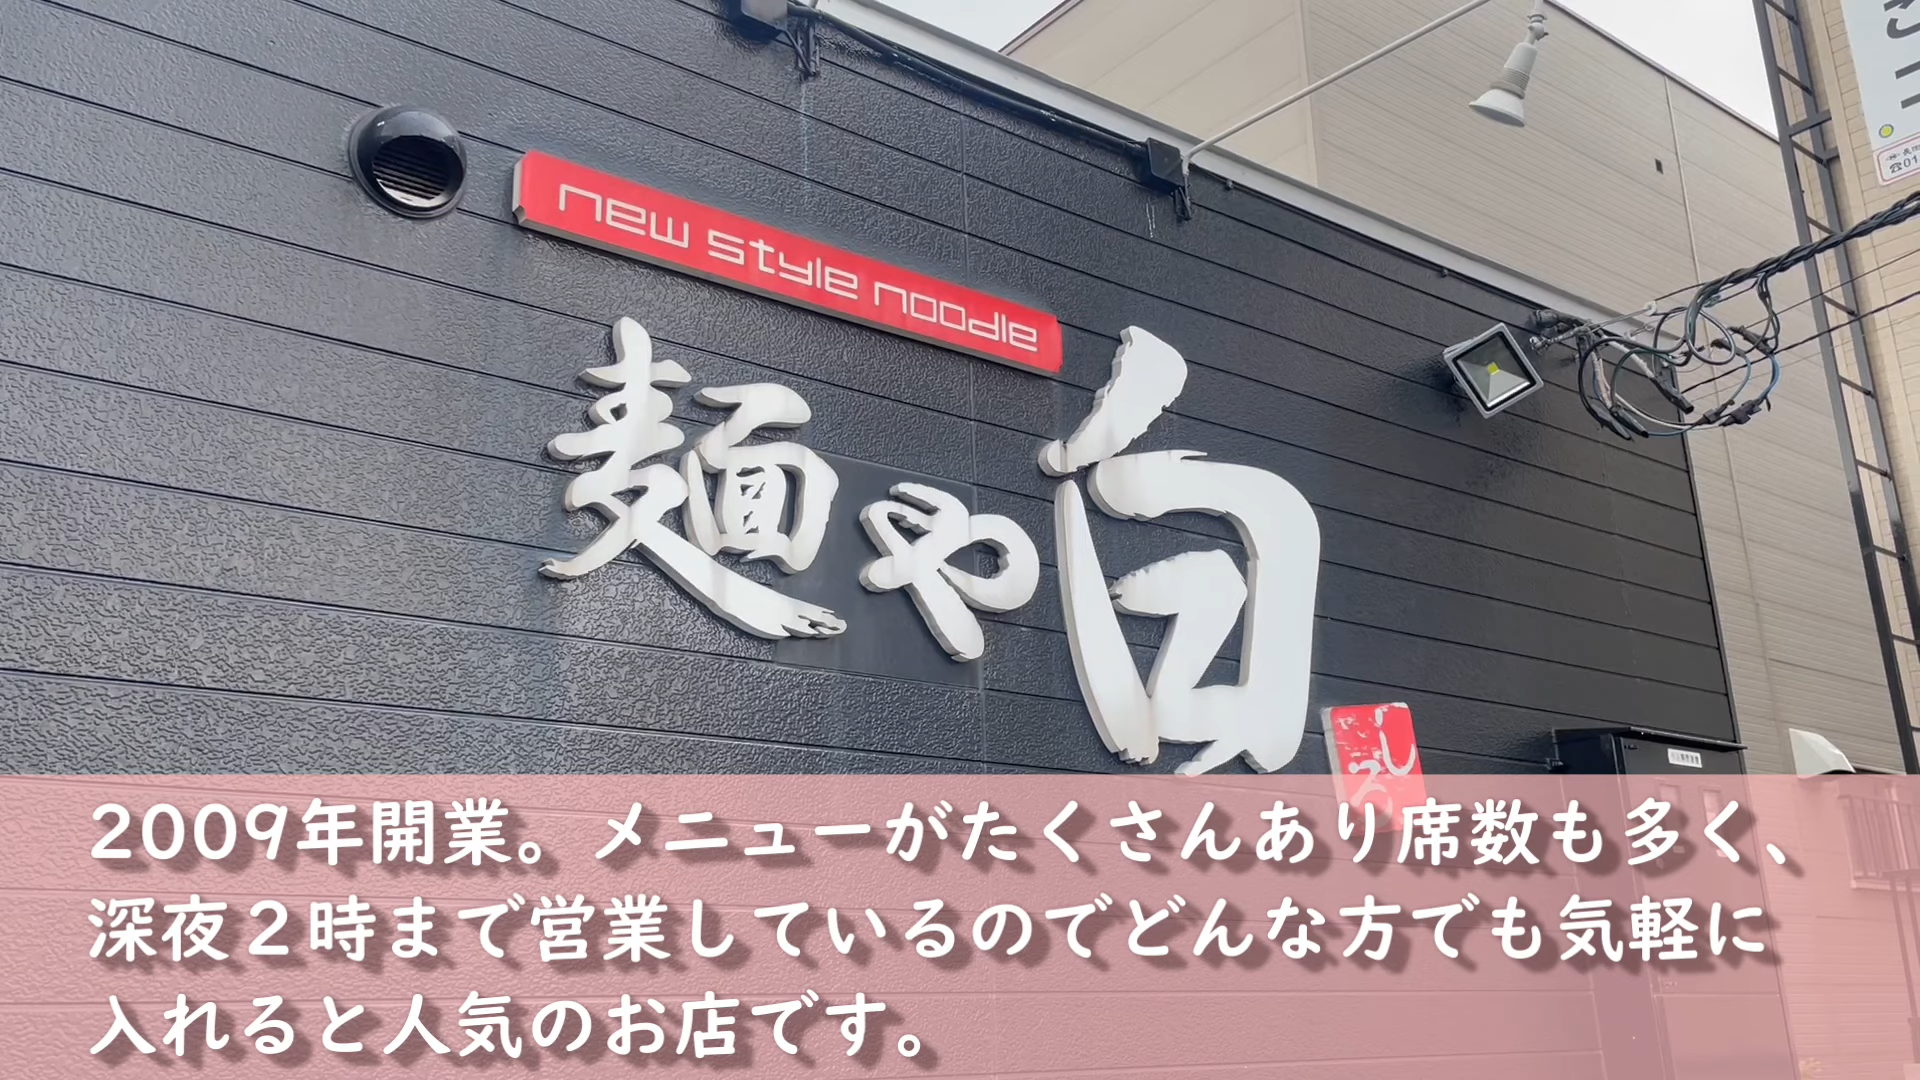 new style noodle
麺や白
しろ
2009年開業。メニューがたくさんあり席数も多く、
深夜２時まで営業しているのでどんな方でも気軽に
入れると人気のお店です。